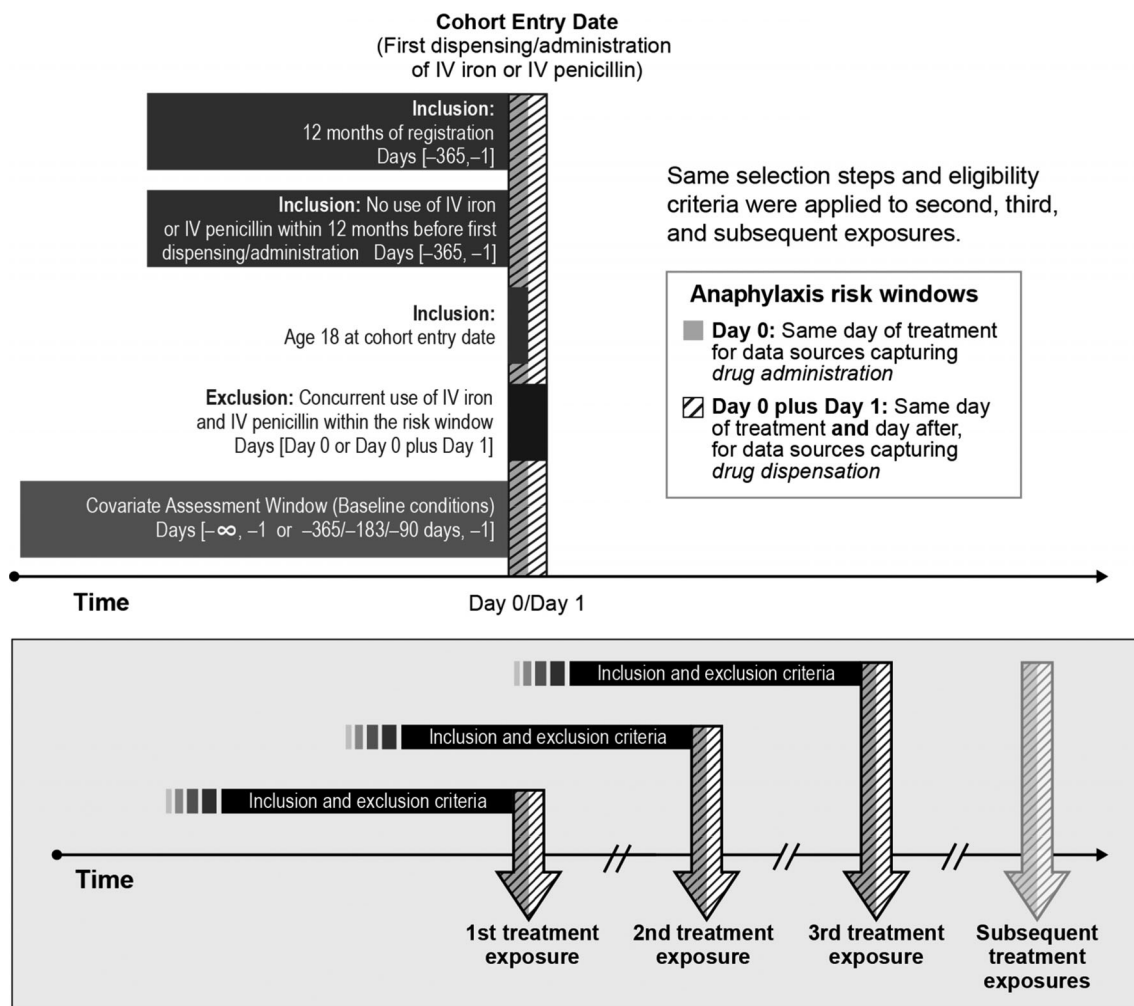 Cohort Entry Date
(First dispensing/administration
of IV iron or IV penicillin)
Inclusion:
12 months of registration
Days [–365,–1]
Inclusion: No use of IV iron
or IV penicillin within 12 months before first
dispensing/administration Days [–365, –1]
Inclusion:
Age 18 at cohort entry date
Exclusion: Concurrent use of IV iron
and IV penicillin within the risk window
Days [Day 0 or Day 0 plus Day 1]
Covariate Assessment Window (Baseline conditions)
Days [–∞, –1 or –365/–183/–90 days, –1]
Time
Day 0/Day 1
Same selection steps and eligibility
criteria were applied to second, third,
and subsequent exposures.
Anaphylaxis risk windows
Day 0: Same day of treatment
for data sources capturing
drug administration
Day 0 plus Day 1: Same day
of treatment and day after,
for data sources capturing
drug dispensation
Inclusion and exclusion criteria
Inclusion and exclusion criteria
Inclusion and exclusion criteria
Time
1st treatment
exposure
2nd treatment
exposure
3rd treatment
exposure
Subsequent
treatment
exposures